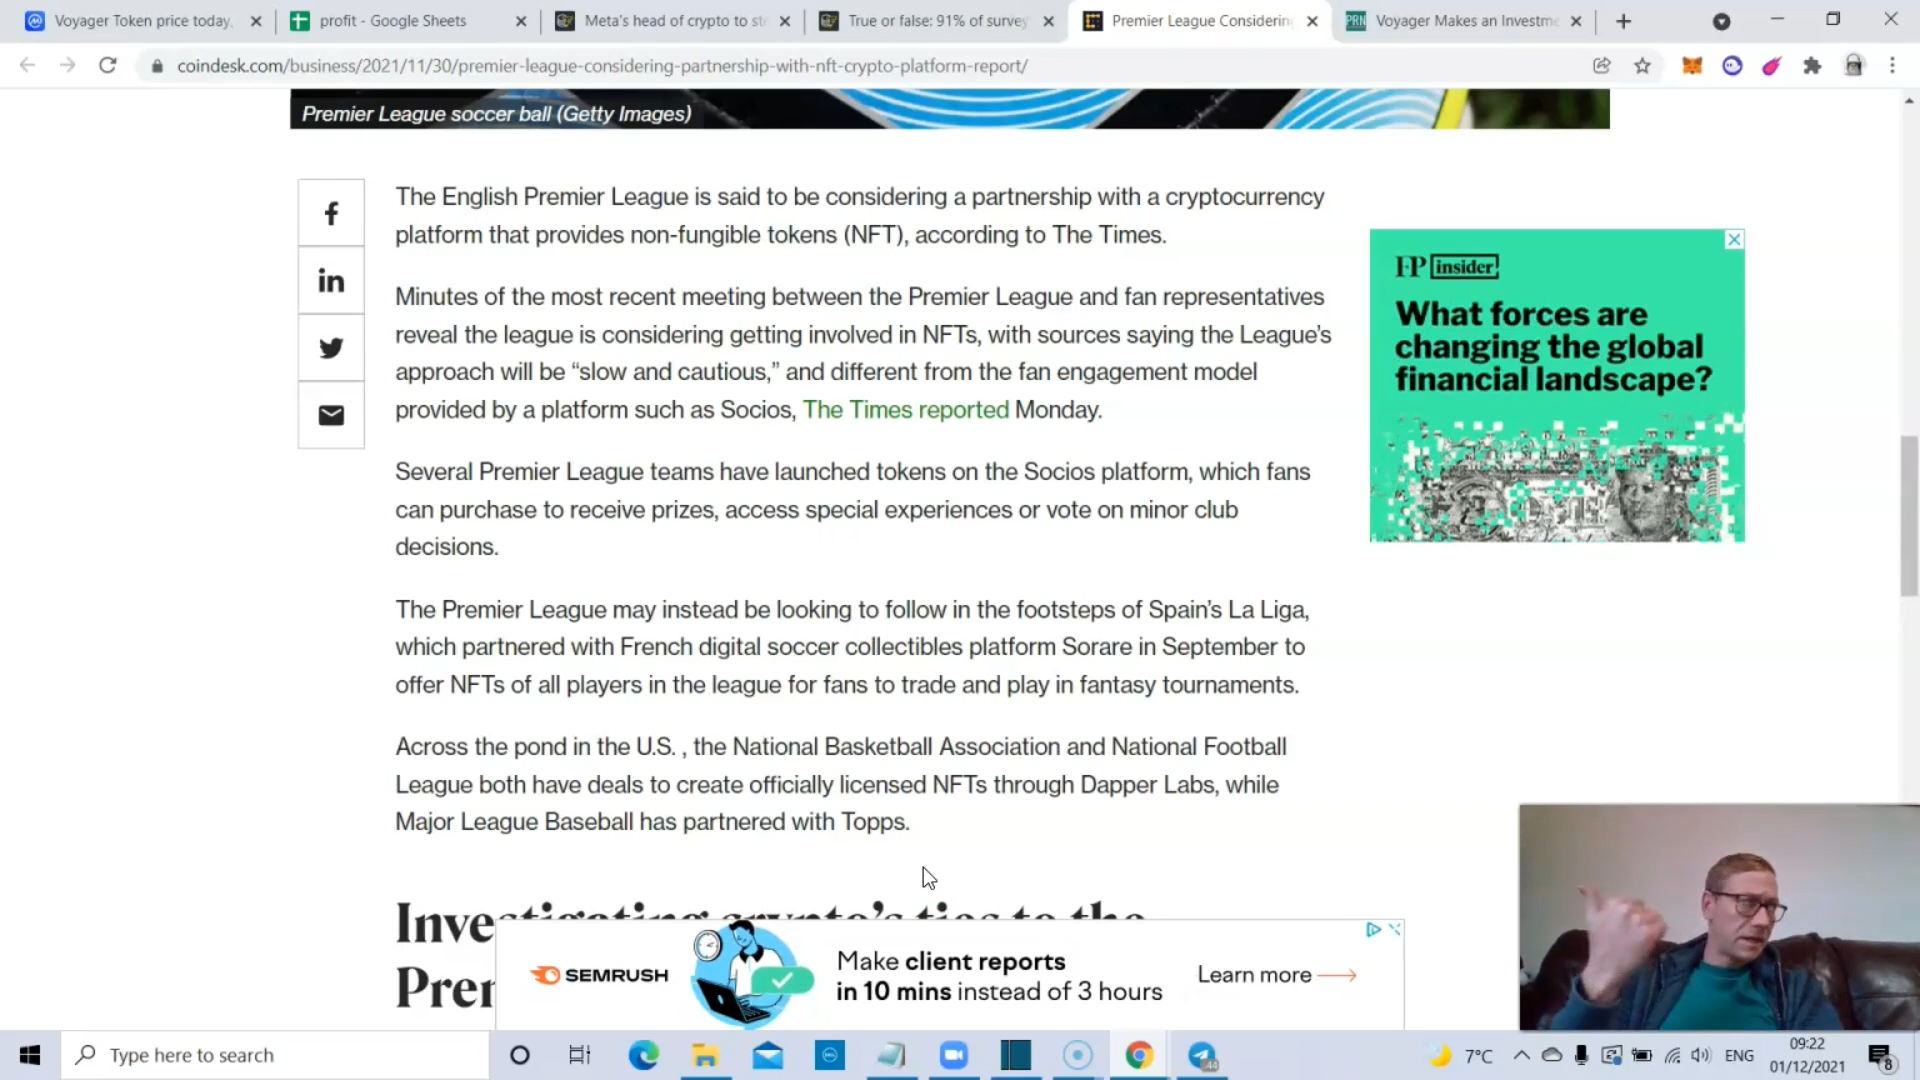 Voyager Token price today,
profit - Google Sheets
Meta's head of crypto to st
True or false: 91% of survey
Premier League Considerin
PRN Voyager Makes an Investme
coindesk.com/business/2021/11/30/premier-league-considering-partnership-with-nft-crypto-platform-report/
Premier League soccer ball (Getty Images)
The English Premier League is said to be considering a partnership with a cryptocurrency
platform that provides non-fungible tokens (NFT), according to The Times.
Minutes of the most recent meeting between the Premier League and fan representatives
reveal the league is considering getting involved in NFTs, with sources saying the League's
approach will be “slow and cautious,” and different from the fan engagement model
provided by a platform such as Socios, The Times reported Monday.
Several Premier League teams have launched tokens on the Socios platform, which fans
can purchase to receive prizes, access special experiences or vote on minor club
decisions.
The Premier League may instead be looking to follow in the footsteps of Spain's La Liga,
which partnered with French digital soccer collectibles platform Sorare in September to
offer NFTs of all players in the league for fans to trade and play in fantasy tournaments.
Across the pond in the U.S. , the National Basketball Association and National Football
League both have deals to create officially licensed NFTs through Dapper Labs, while
Major League Baseball has partnered with Topps.
FP insider!
What forces are
changing the global
financial landscape?
Investigating crypto's ties to the
Prem
SEMRUSH
Make client reports
in 10 mins instead of 3 hours
Learn more
Type here to search
7°C
ENG
09:22
01/12/2021
8